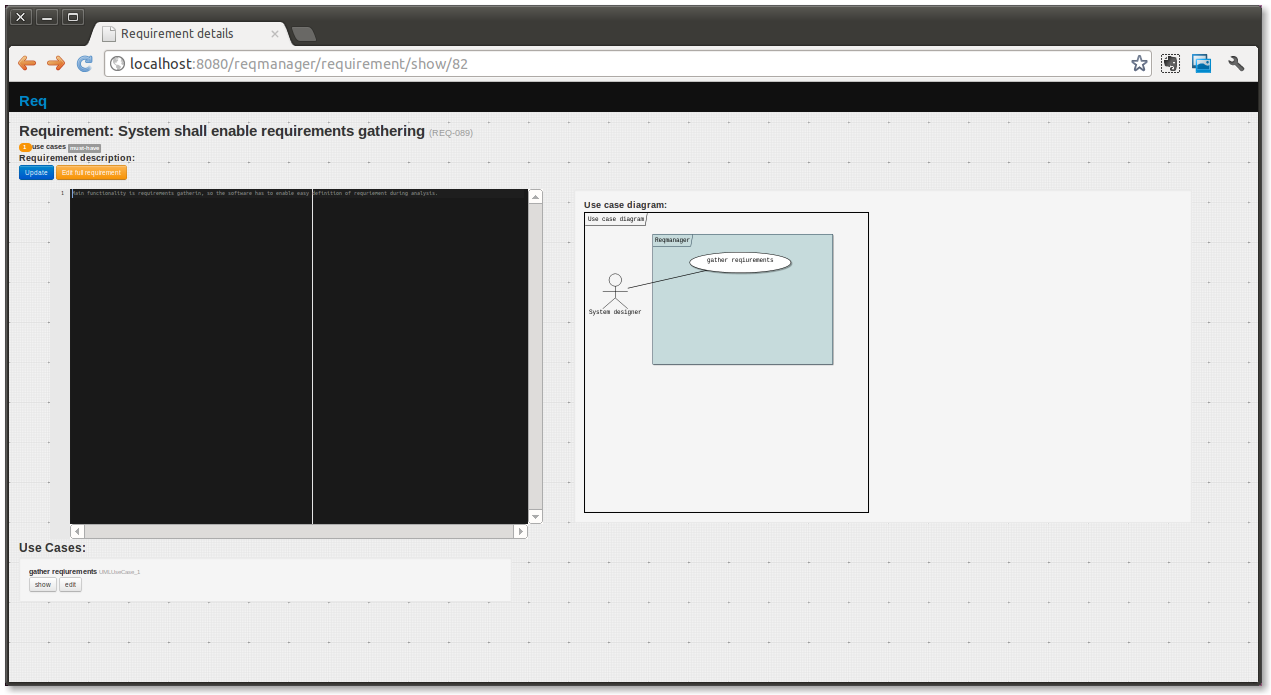 Requirement details
localhost:8080/reqmanager/requirement/show/82
Req
Requirement: System shall enable requirements gathering (REQ-089)
1 use cases must-have
Requirement description:
Update Edit full requirement
1 Main functionality is requirements gatherin, so the software has to enable easy definition of requriement during analysis.
Use case diagram:
Use case diagram
Reqmanager
gather reqiurements
System designer
Use Cases:
gather reqiurements UMLUseCase_1
show edit